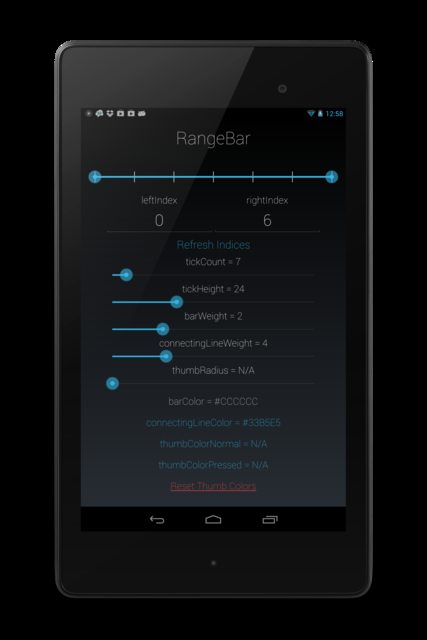 12:58
RangeBar
leftIndex rightIndex
0 6
Refresh Indices
tickCount = 7
tickHeight = 24
barWeight = 2
connectingLineWeight = 4
thumbRadius = N/A
barColor = #CCCCCC
connectingLineColor = #33B5E5
thumbColorNormal = N/A
thumbColorPressed = N/A
Reset Thumb Colors